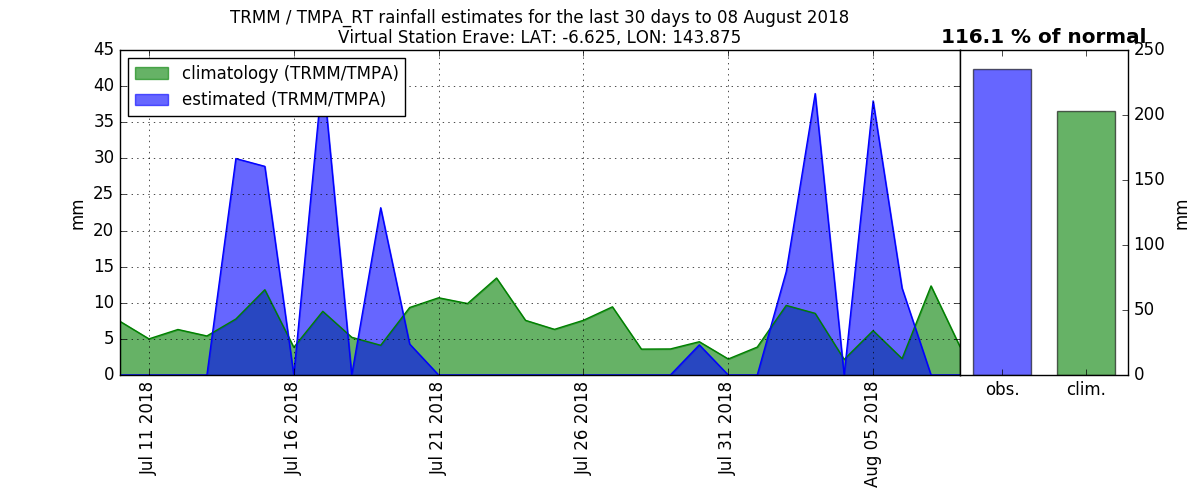 TRMM / TMPA_RT rainfall estimates for the last 30 days to 08 August 2018
Virtual Station Erave: LAT: -6.625, LON: 143.875
116.1 % of normal
climatology (TRMM/TMPA)
estimated (TRMM/TMPA)
mm
45
40
35
30
25
20
15
10
5
0
Jul 11 2018
Jul 16 2018
Jul 21 2018
Jul 26 2018
Jul 31 2018
Aug 05 2018
250
200
150
100
50
0
mm
obs.
clim.